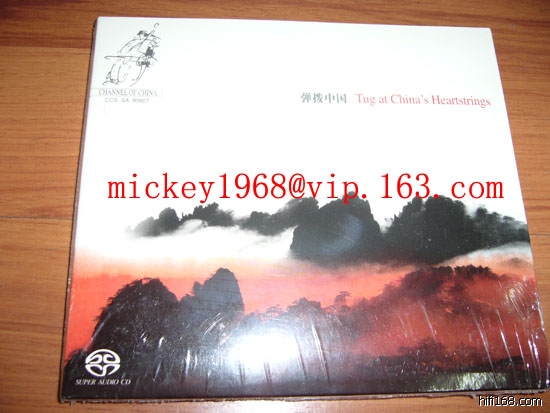 CHANNEL OF CHINA
CCS SA 80807
弹拨中国 Tug at China's Heartstrings
mickey1968@vip.163.com
SUPER AUDIO CD
hifi168.com